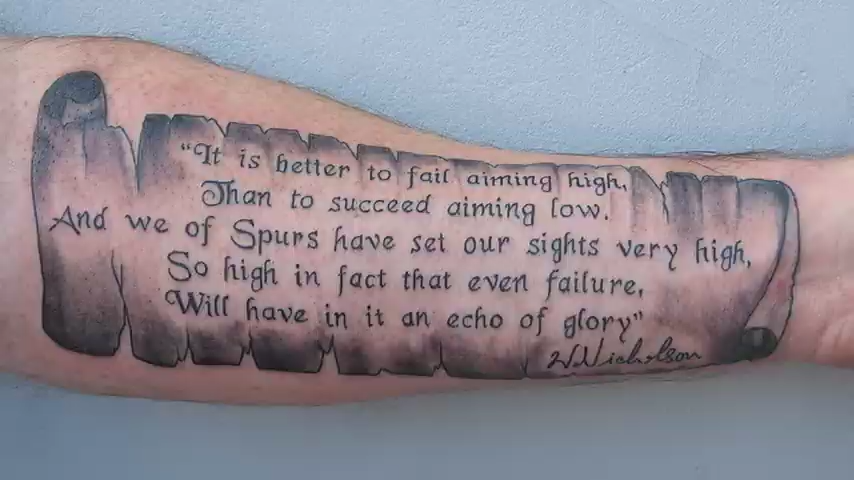 “It is better to fail aiming high,
Than to succeed aiming low.
And we of Spurs have set our sights very high,
So high in fact that even failure,
Will have in it an echo of glory”
W Nicholson